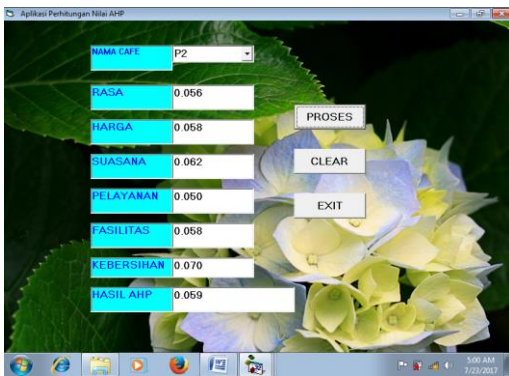 Aplikasi Perhitungan Nilai AHP
NAMA CAFE P2
RASA 0.056
HARGA 0.058
SUASANA 0.062
PELAYANAN 0.050
FASILITAS 0.058
KEBERSIHAN 0.070
HASIL AHP 0.059
PROSES
CLEAR
EXIT
5:00 AM
7/23/2017